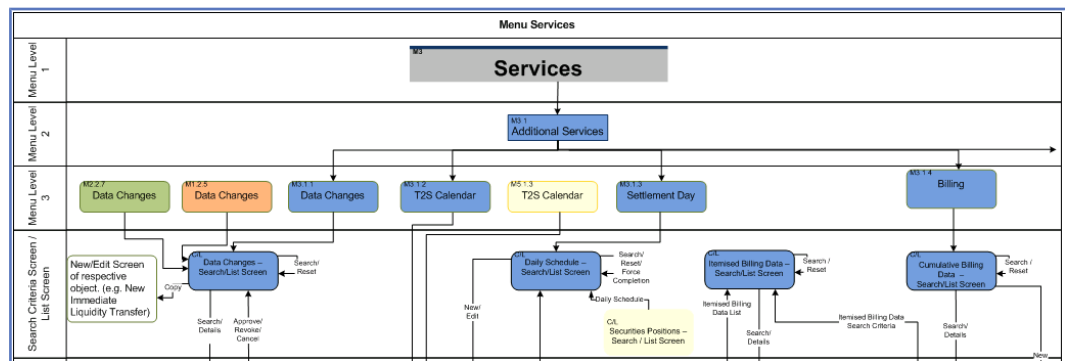 Menu Services
Menu Level
1
M3
Services
Menu Level
2
M3.1
Additional Services
Menu Level
3
M2.2.7
Data Changes
M1.2.5
Data Changes
M3.1.1
Data Changes
M3.1.2
T2S Calendar
M5.1.3
T2S Calendar
M3.1.3
Settlement Day
M3.1.4
Billing
Search Criteria Screen /
List Screen
New/Edit Screen
of respective
object. (e.g. New
Immediate
Liquidity Transfer)
Copy
C/L
Data Changes –
Search/List Screen
Search/
Reset
Search/
Details
Approve/
Revoke/
Cancel
New/
Edit
C/L
Daily Schedule –
Search/List Screen
Search/
Reset/
Force
Completion
Daily Schedule
C/L
Securities Positions –
Search / List Screen
C/L
Itemised Billing Data –
Search/List Screen
Search /
Reset
Itemised Billing
Data List
Search/
Details
Itemised Billing Data
Search Criteria
C/L
Cumulative Billing
Data – Search/List Screen
Search /
Reset
Search/
Details
New